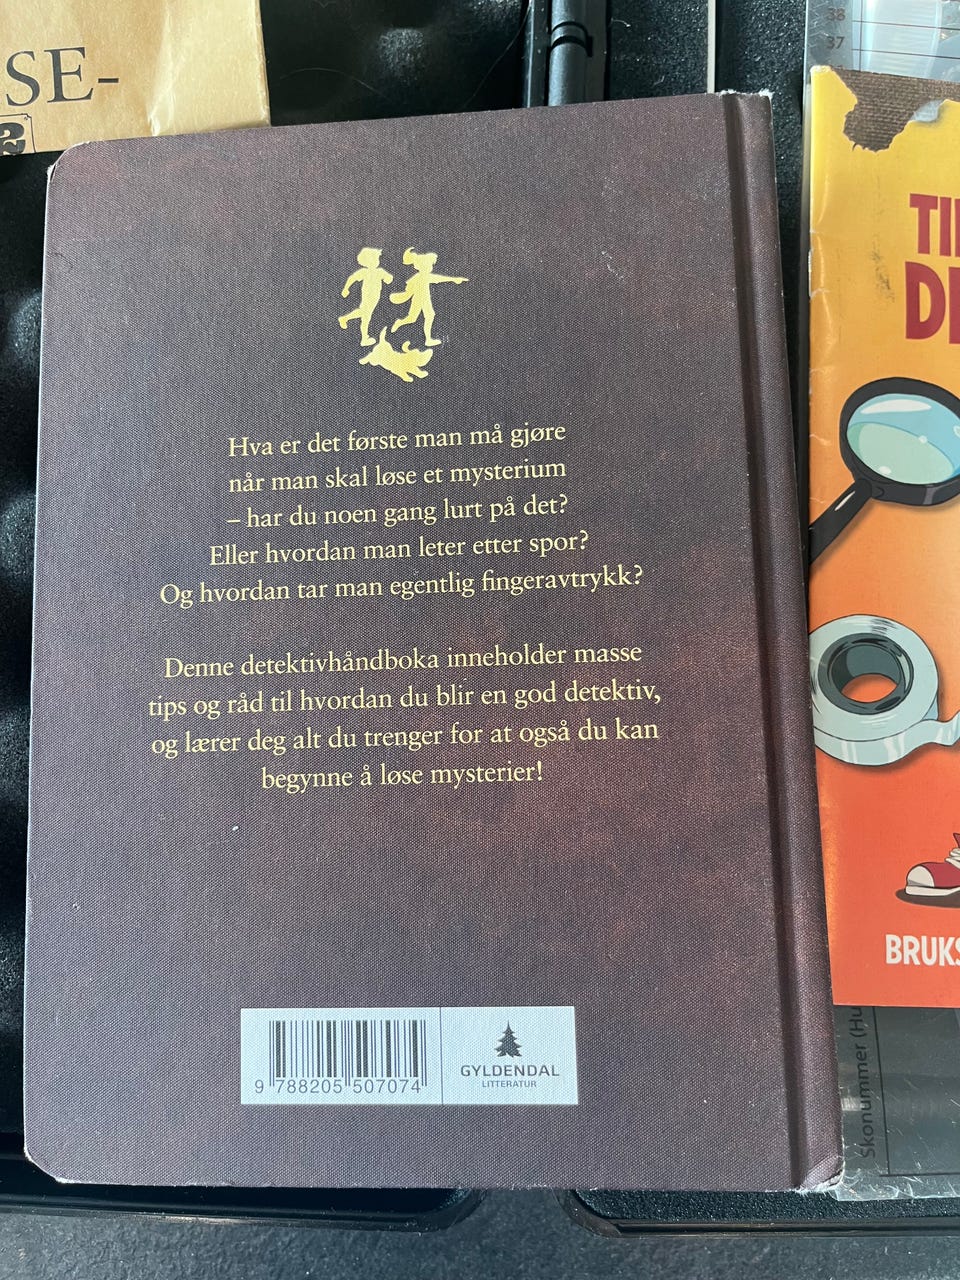 SE-
38
37
Hva er det første man må gjøre
når man skal løse et mysterium
– har du noen gang lurt på det?
Eller hvordan man leter etter spor?
Og hvordan tar man egentlig fingeravtrykk?
Denne detektivhåndboka inneholder masse
tips og råd til hvordan du blir en god detektiv,
og lærer deg alt du trenger for at også du kan
begynne å løse mysterier!
9 788205 507074
GYLDENDAL
LITTERATUR
DE
BRUKS
Skonummer (Hu